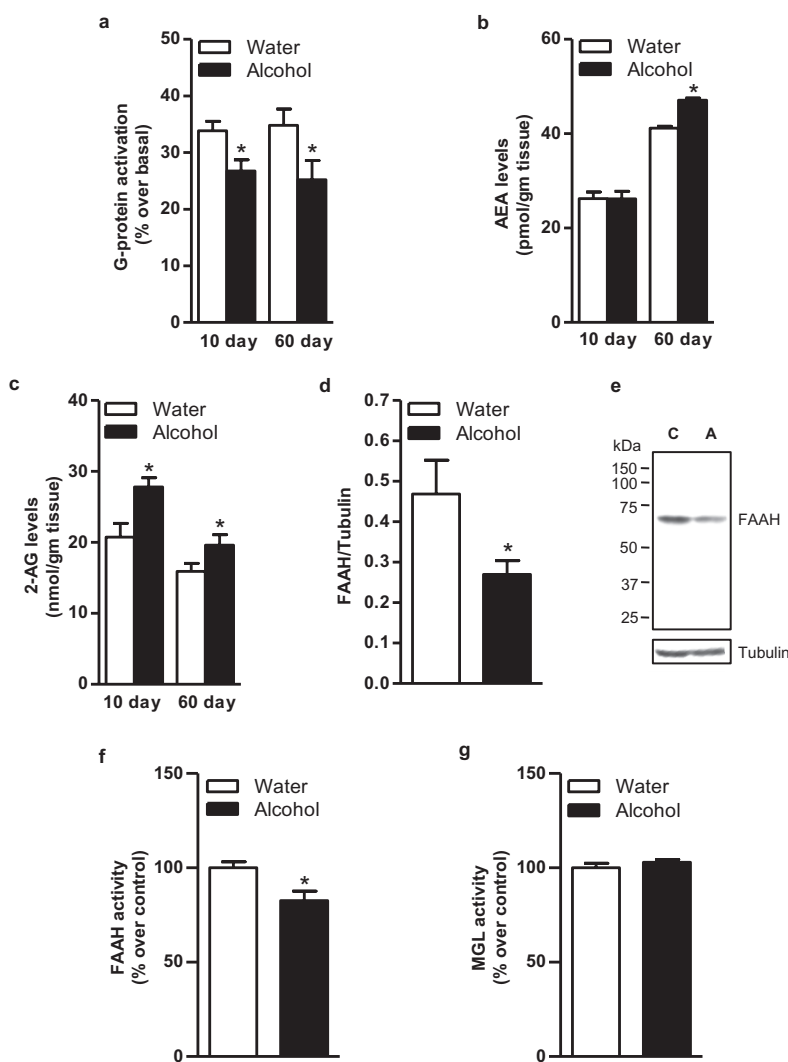 a
50
40
30
20
10
0
G-protein activation
(% over basal)
Water
Alcohol
*
*
10 day
60 day
b
60
40
20
0
AEA levels
(pmol/gm tissue)
Water
Alcohol
*
10 day
60 day
c
40
30
20
10
0
2-AG levels
(nmol/gm tissue)
Water
Alcohol
*
*
10 day
60 day
d
0.7
0.6
0.5
0.4
0.3
0.2
0.1
0.0
FAAH/Tubulin
Water
Alcohol
*
e
C A
kDa
150
100
75
50
37
25
FAAH
Tubulin
f
150
100
50
0
FAAH activity
(% over control)
Water
Alcohol
*
g
150
100
50
0
MGL activity
(% over control)
Water
Alcohol